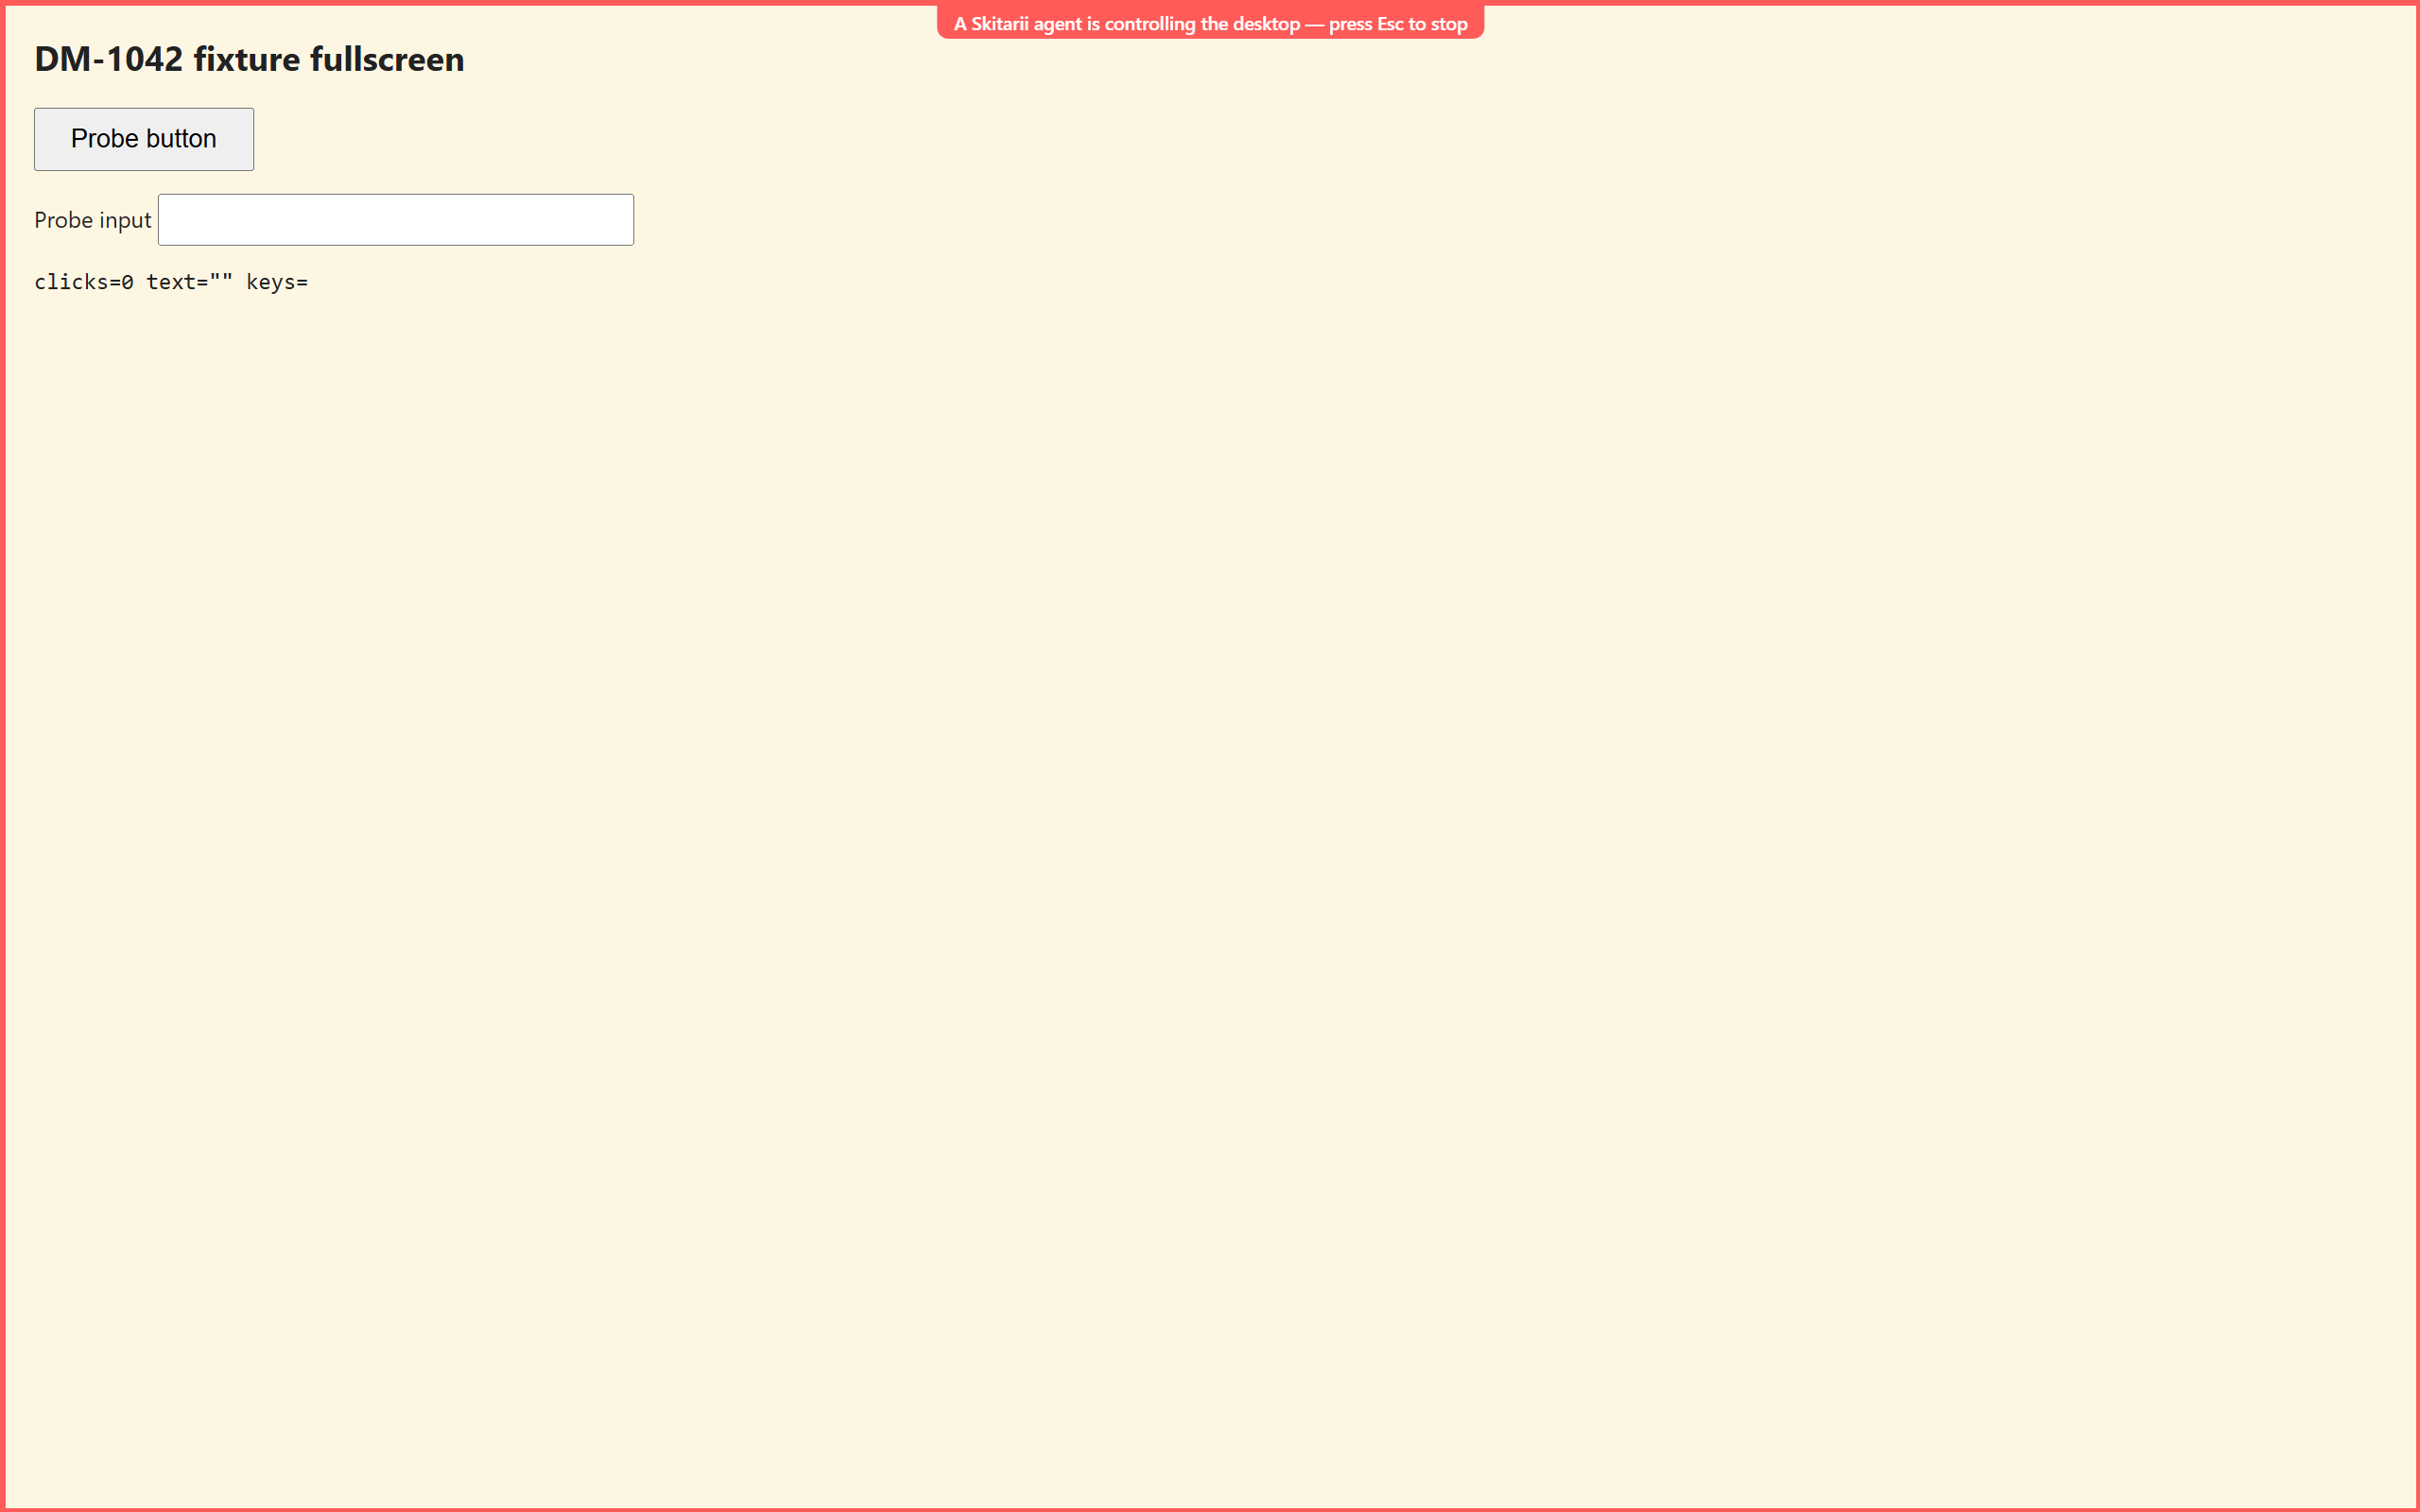 A Skitarii agent is controlling the desktop — press Esc to stop
DM-1042 fixture fullscreen
Probe button
Probe input
clicks=0 text="" keys=